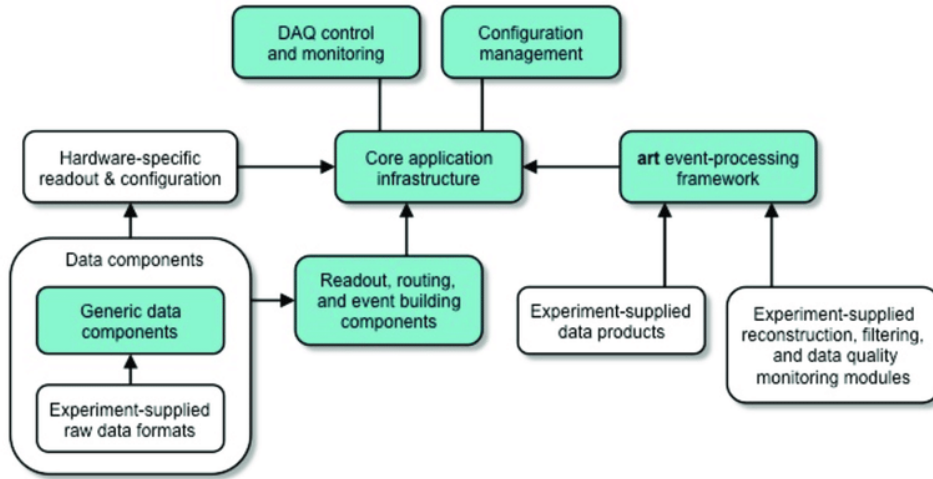 DAQ control
and monitoring
Configuration
management
Hardware-specific
readout & configuration
Core application
infrastructure
art event-processing
framework
Data components
Generic data
components
Experiment-supplied
raw data formats
Readout, routing,
and event building
components
Experiment-supplied
data products
Experiment-supplied
reconstruction, filtering,
and data quality
monitoring modules